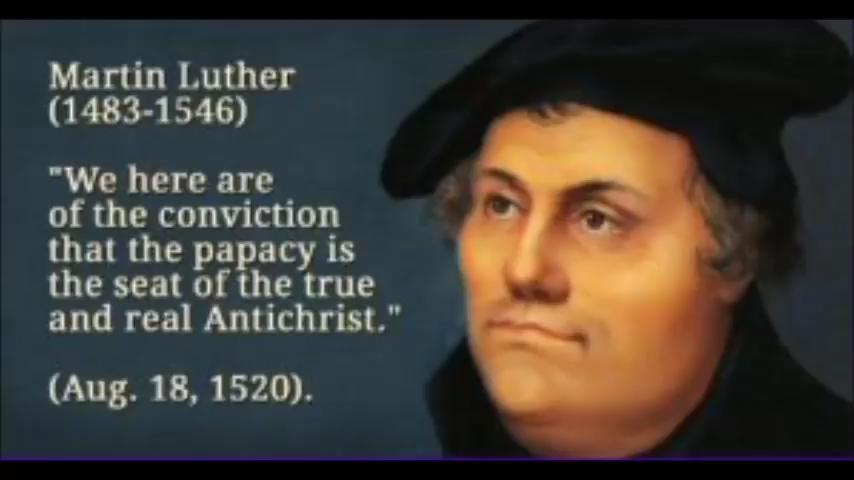 Martin Luther
(1483-1546)
"We here are
of the conviction
that the papacy is
the seat of the true
and real Antichrist."
(Aug. 18, 1520).